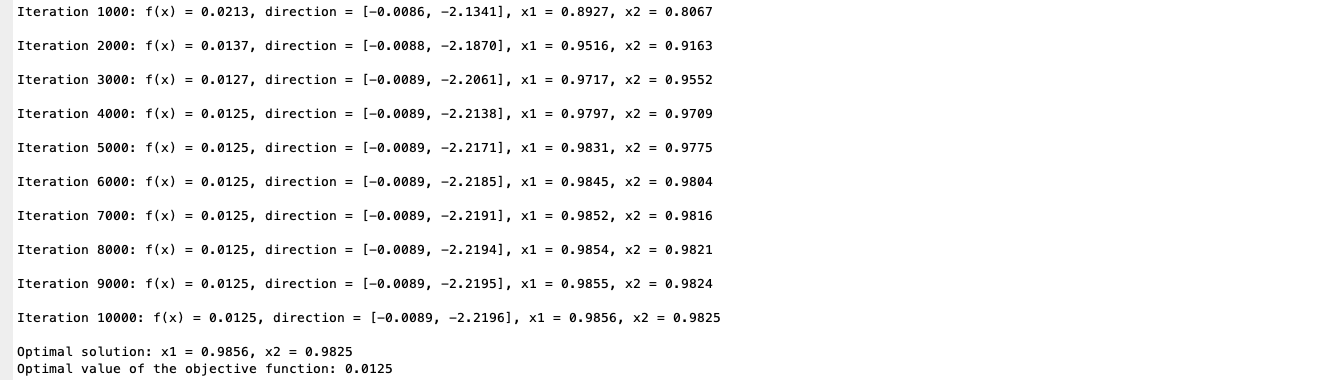 Iteration 1000: f(x) = 0.0213, direction = [-0.0086, -2.1341], x1 = 0.8927, x2 = 0.8067
Iteration 2000: f(x) = 0.0137, direction = [-0.0088, -2.1870], x1 = 0.9516, x2 = 0.9163
Iteration 3000: f(x) = 0.0127, direction = [-0.0089, -2.2061], x1 = 0.9717, x2 = 0.9552
Iteration 4000: f(x) = 0.0125, direction = [-0.0089, -2.2138], x1 = 0.9797, x2 = 0.9709
Iteration 5000: f(x) = 0.0125, direction = [-0.0089, -2.2171], x1 = 0.9831, x2 = 0.9775
Iteration 6000: f(x) = 0.0125, direction = [-0.0089, -2.2185], x1 = 0.9845, x2 = 0.9804
Iteration 7000: f(x) = 0.0125, direction = [-0.0089, -2.2191], x1 = 0.9852, x2 = 0.9816
Iteration 8000: f(x) = 0.0125, direction = [-0.0089, -2.2194], x1 = 0.9854, x2 = 0.9821
Iteration 9000: f(x) = 0.0125, direction = [-0.0089, -2.2195], x1 = 0.9855, x2 = 0.9824
Iteration 10000: f(x) = 0.0125, direction = [-0.0089, -2.2196], x1 = 0.9856, x2 = 0.9825
Optimal solution: x1 = 0.9856, x2 = 0.9825
Optimal value of the objective function: 0.0125